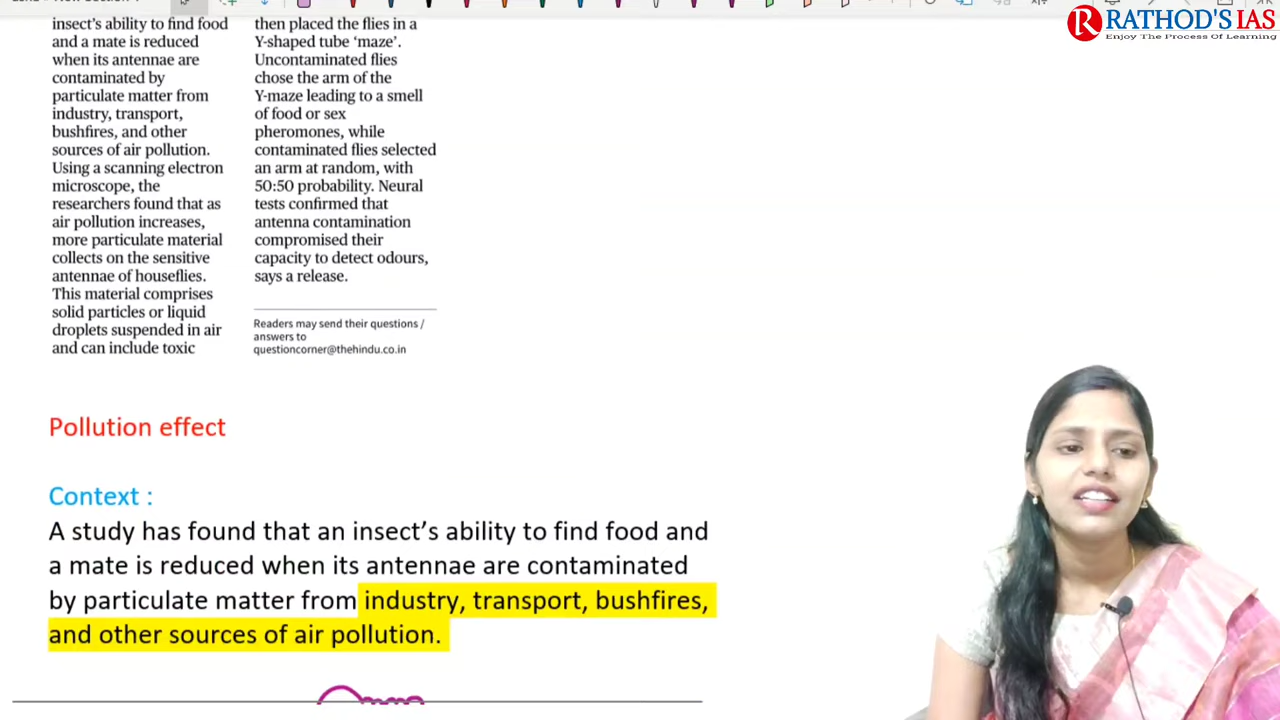 RATHOD'S IAS
Enjoy The Process Of Learning
insect's ability to find food
and a mate is reduced
when its antennae are
contaminated by
particulate matter from
industry, transport,
bushfires, and other
sources of air pollution.
Using a scanning electron
microscope, the
researchers found that as
air pollution increases,
more particulate material
collects on the sensitive
antennae of houseflies.
This material comprises
solid particles or liquid
droplets suspended in air
and can include toxic
then placed the flies in a
Y-shaped tube ‘maze’.
Uncontaminated flies
chose the arm of the
Y-maze leading to a smell
of food or sex
pheromones, while
contaminated flies selected
an arm at random, with
50:50 probability. Neural
tests confirmed that
antenna contamination
compromised their
capacity to detect odours,
says a release.
Readers may send their questions /
answers to
questioncorner@thehindu.co.in
Pollution effect
Context :
A study has found that an insect’s ability to find food and
a mate is reduced when its antennae are contaminated
by particulate matter from industry, transport, bushfires,
and other sources of air pollution.